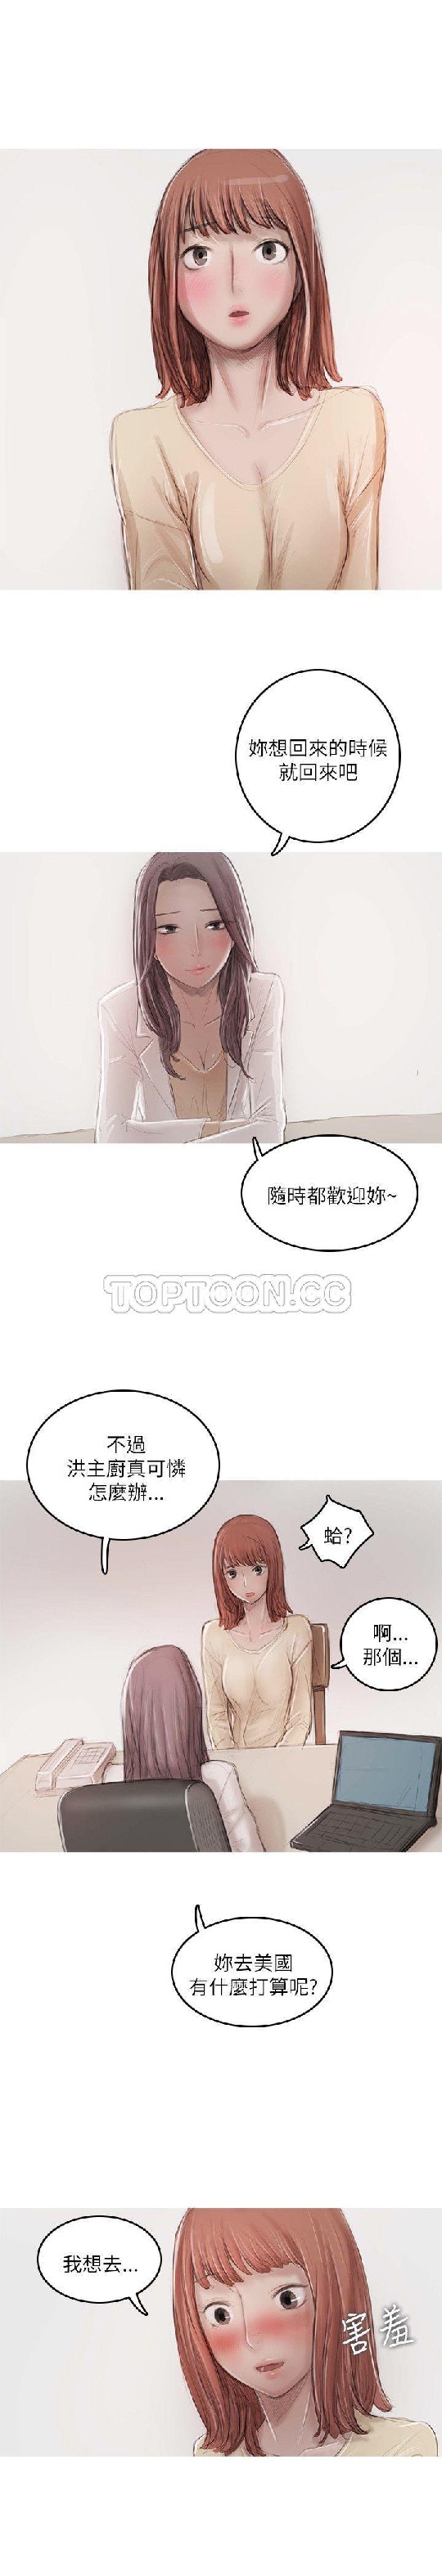 妳想回來的時候
就回來吧
隨時都歡迎妳~
TOPTOON.CC
不過
洪主廚真可憐
怎麼辦...
蛤?
啊...
那個...
妳去美國
有什麼打算呢?
我想去...
害羞